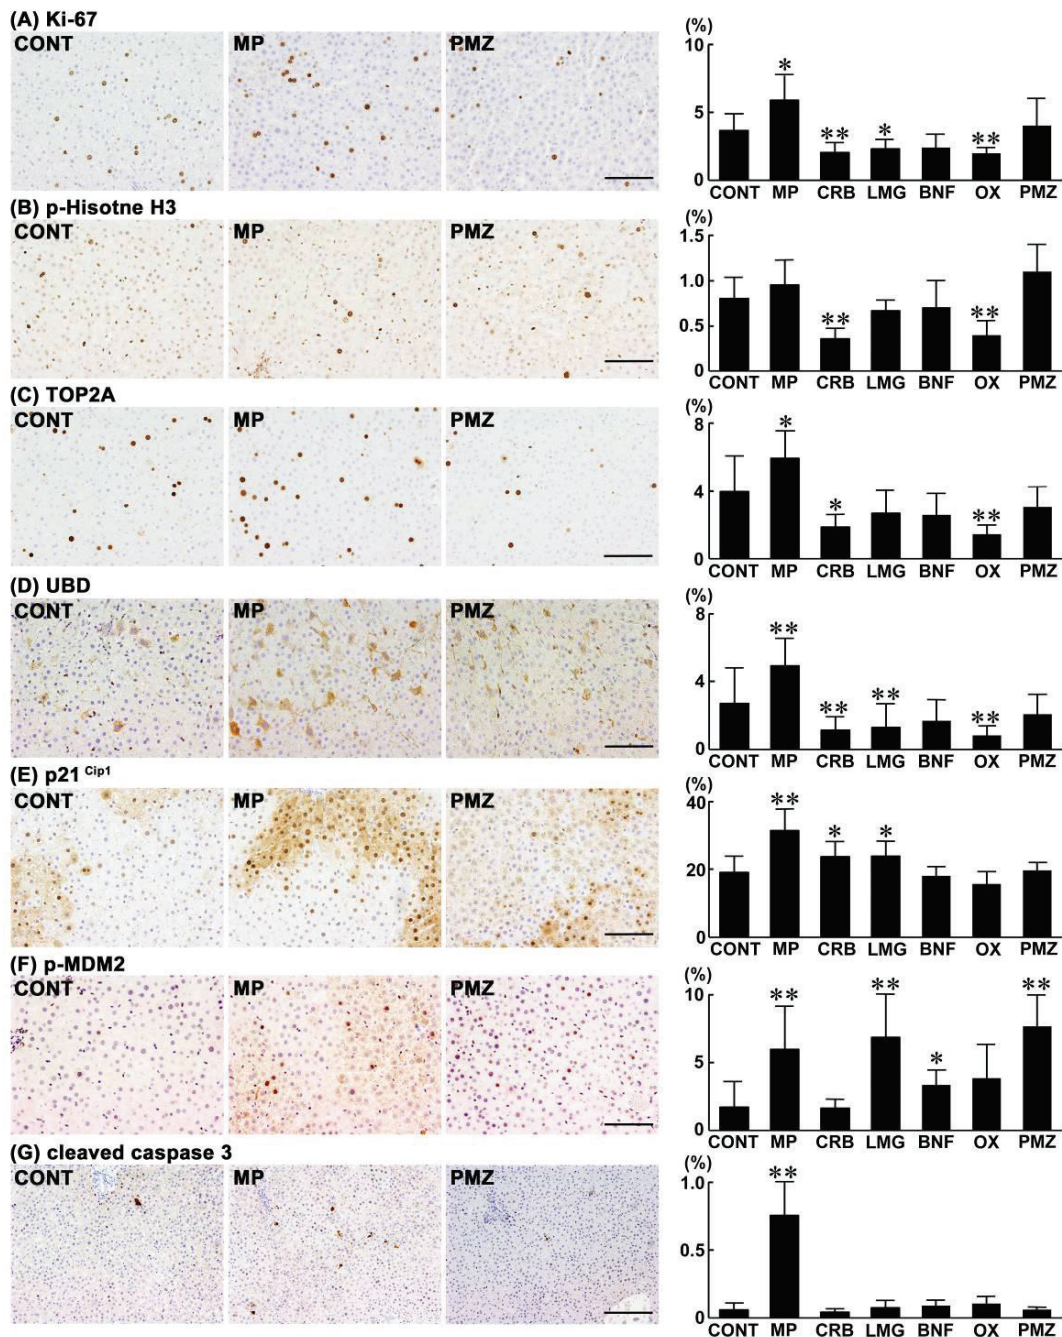 (A) Ki-67
CONT MP PMZ
(%)
10
5
0
* ** * **
CONT MP CRB LMG BNF OX PMZ
(B) p-Hisotne H3
CONT MP PMZ
(%)
1.5
1.0
0.5
0
** **
CONT MP CRB LMG BNF OX PMZ
(C) TOP2A
CONT MP PMZ
(%)
8
4
0
* * **
CONT MP CRB LMG BNF OX PMZ
(D) UBD
CONT MP PMZ
(%)
8
4
0
** ** ** **
CONT MP CRB LMG BNF OX PMZ
(E) p21 Cip1
CONT MP PMZ
(%)
40
20
0
** * *
CONT MP CRB LMG BNF OX PMZ
(F) p-MDM2
CONT MP PMZ
(%)
10
5
0
** ** * **
CONT MP CRB LMG BNF OX PMZ
(G) cleaved caspase 3
CONT MP PMZ
(%)
1.0
0.5
0
**
CONT MP CRB LMG BNF OX PMZ